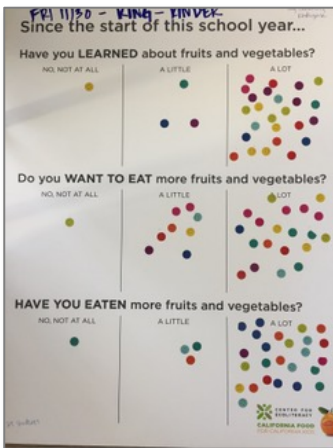 FRI 11/30 - KING - KINDER
Since the start of this school year...
Have you LEARNED about fruits and vegetables?
NO, NOT AT ALL A LITTLE A LOT
Do you WANT TO EAT more fruits and vegetables?
NO, NOT AT ALL A LITTLE A LOT
HAVE YOU EATEN more fruits and vegetables?
NO, NOT AT ALL A LITTLE A LOT
CENTER FOR
ECOLITERACY
CALIFORNIA FOOD
FOR CALIFORNIA KIDS